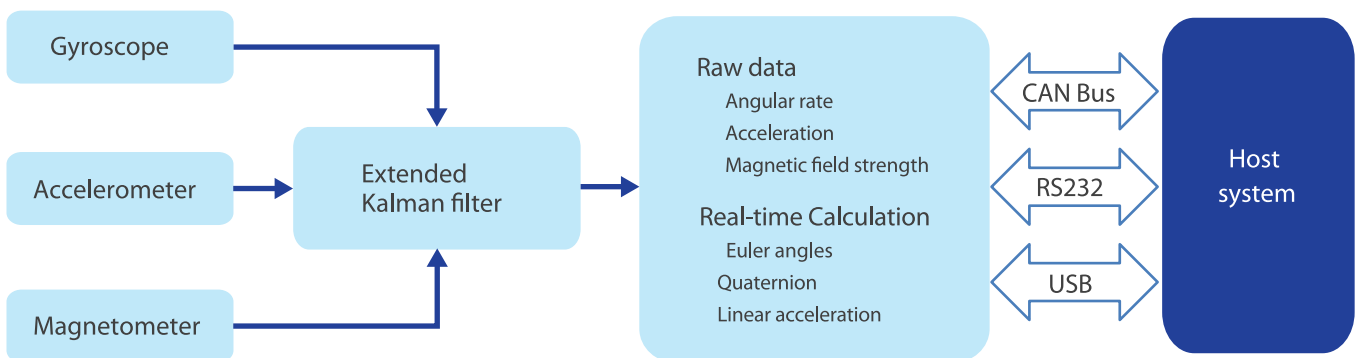 Gyroscope
Accelerometer
Magnetometer
Extended
Kalman filter
Raw data
Angular rate
Acceleration
Magnetic field strength
Real-time Calculation
Euler angles
Quaternion
Linear acceleration
CAN Bus
RS232
USB
Host
system